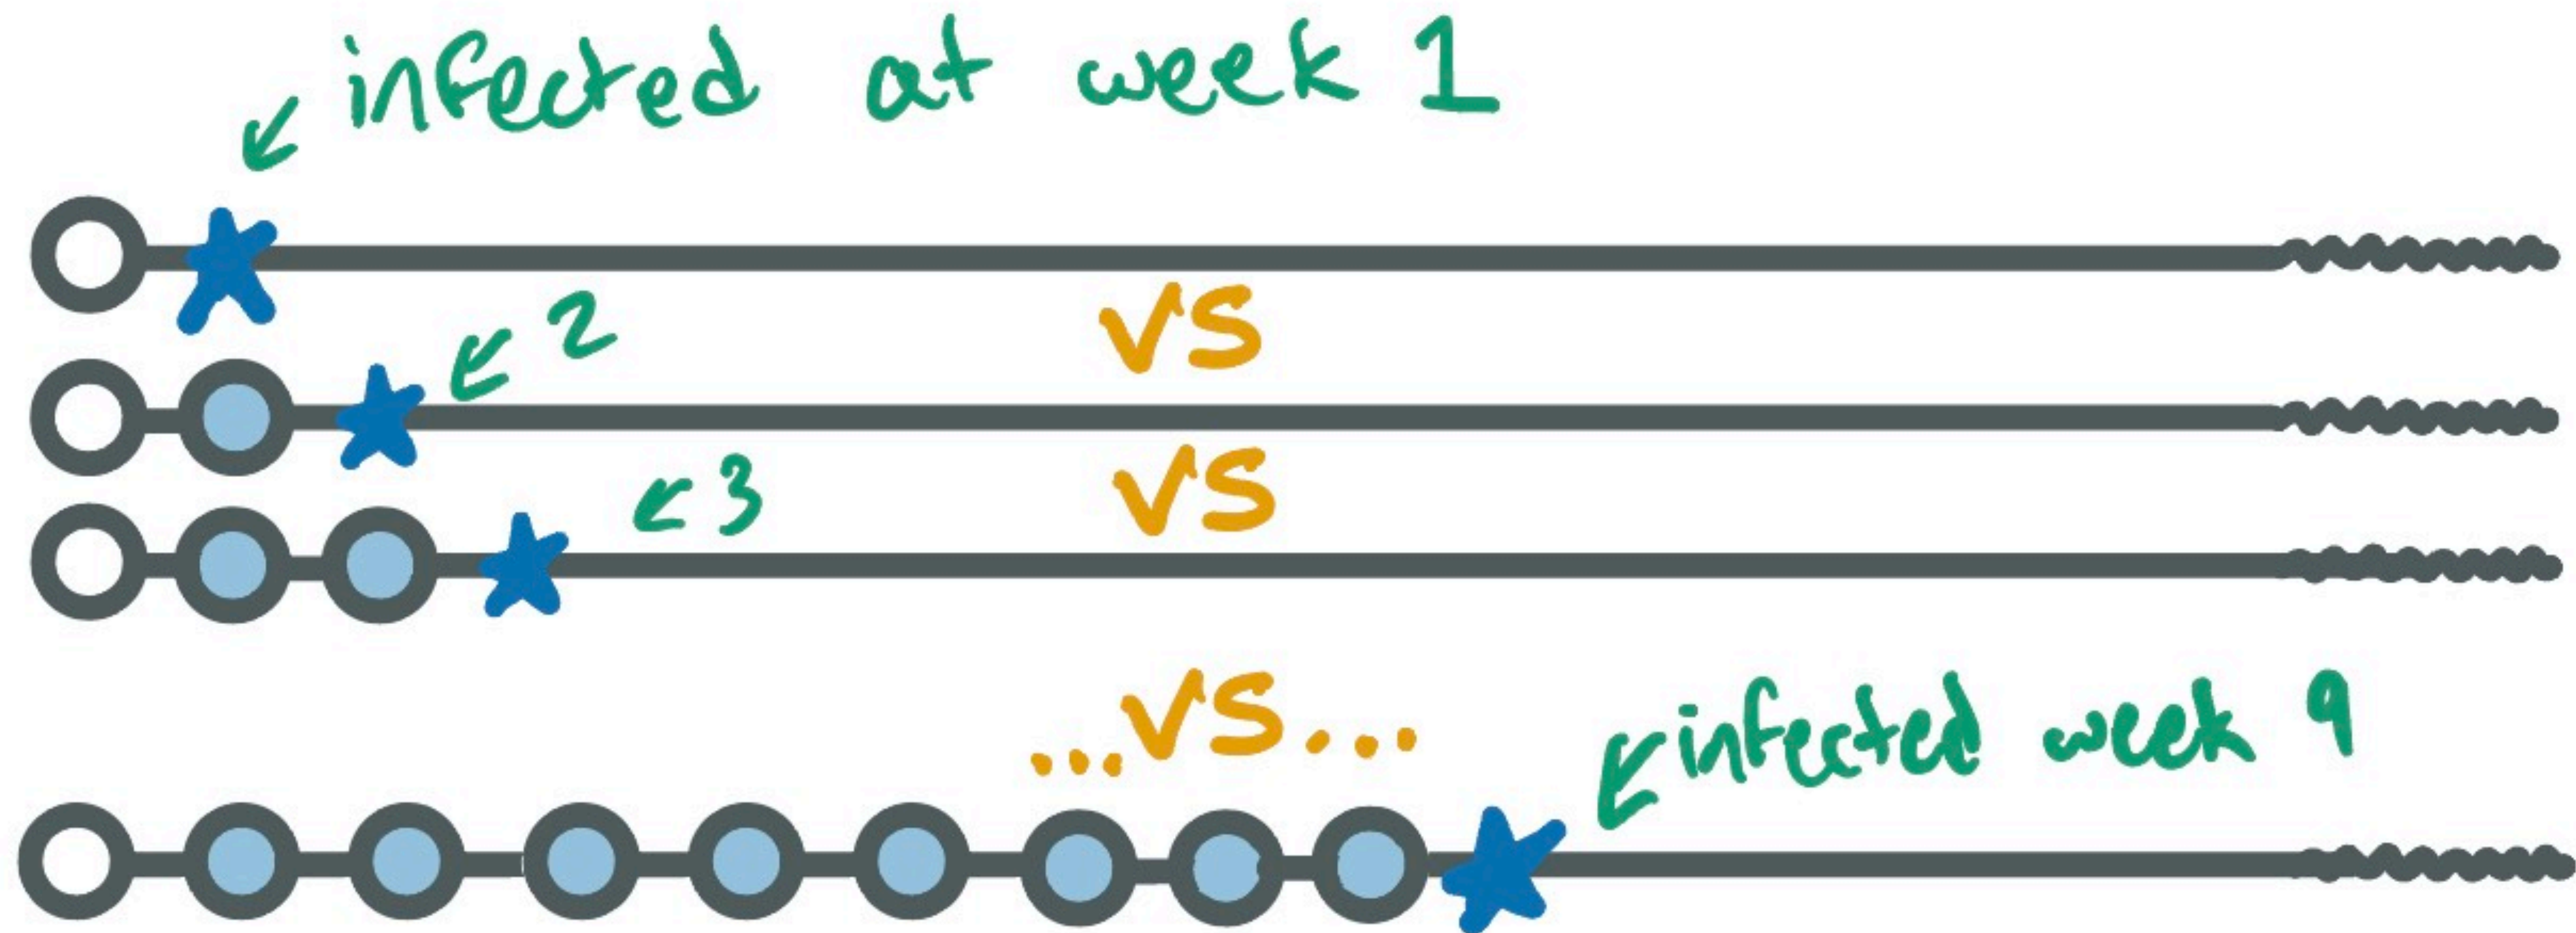 infected at week 1
vs
2
vs
3
...vs...
infected week 9